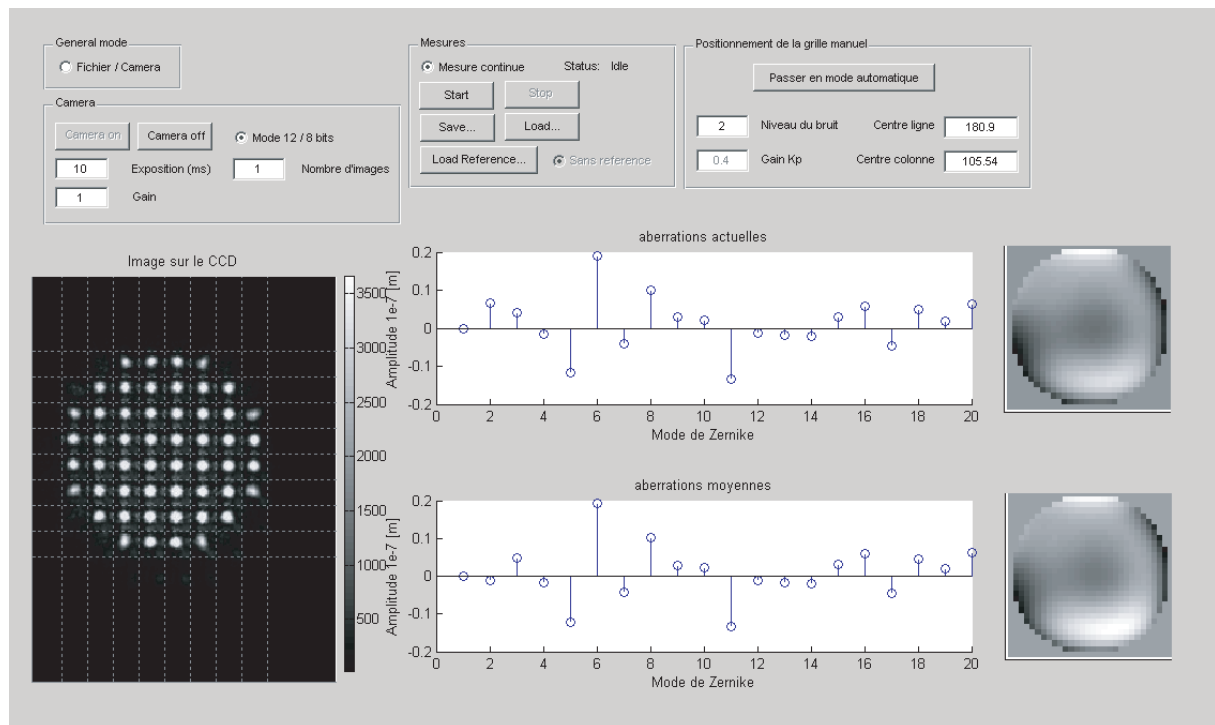 General mode
Fichier / Camera
Camera
Camera on
Camera off
Mode 12 / 8 bits
10
Exposition (ms)
1
Nombre d'images
1
Gain
Mesures
Mesure continue
Status: Idle
Start
Stop
Save...
Load...
Load Reference...
Sans reference
Positionnement de la grille manuel
Passer en mode automatique
2
Niveau du bruit
Centre ligne
180.9
0.4
Gain Kp
Centre colonne
105.54
Image sur le CCD
3500
3000
2500
2000
1500
1000
500
aberrations actuelles
Amplitude 1e-7 [m]
0.2
0.1
0
-0.1
-0.2
0 2 4 6 8 10 12 14 16 18 20
Mode de Zernike
aberrations moyennes
Amplitude 1e-7 [m]
0.2
0.1
0
-0.1
-0.2
0 2 4 6 8 10 12 14 16 18 20
Mode de Zernike